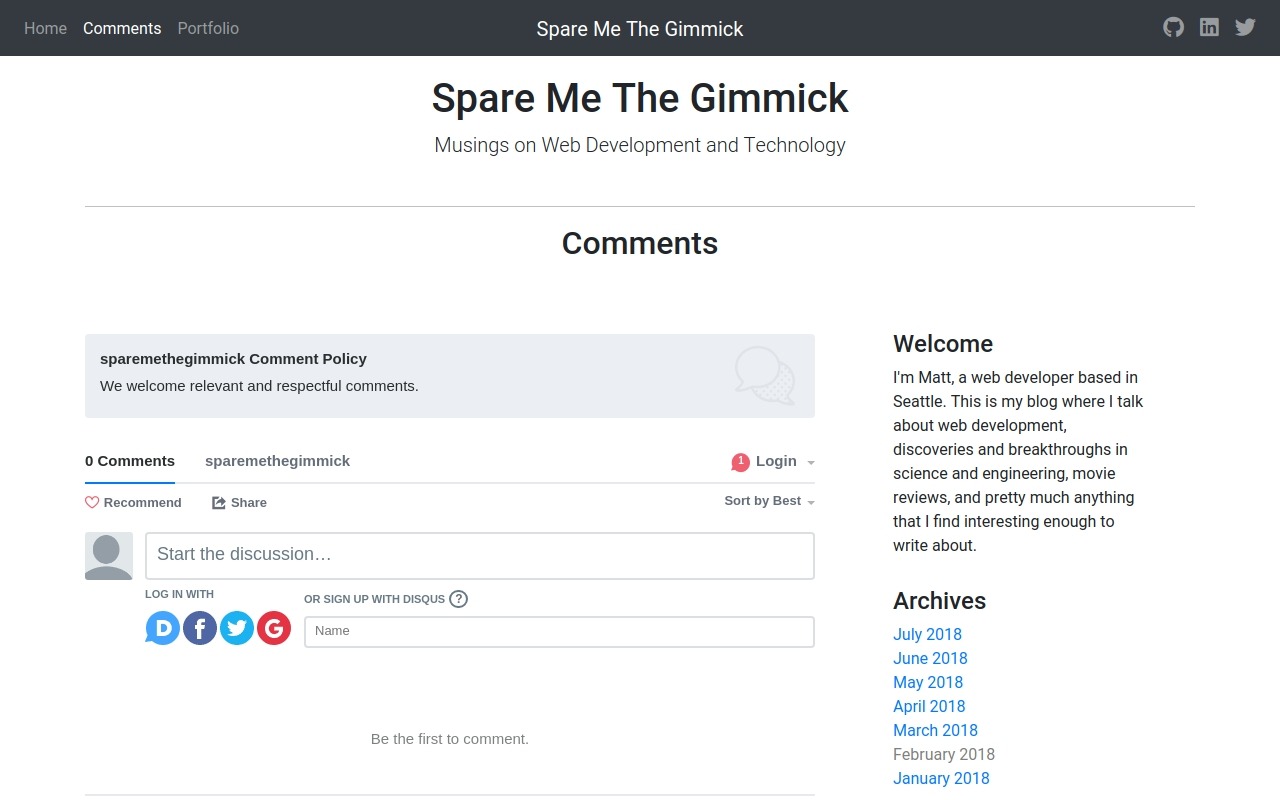 Home Comments Portfolio Spare Me The Gimmick
Spare Me The Gimmick
Musings on Web Development and Technology
Comments
sparemethegimmick Comment Policy
We welcome relevant and respectful comments.
0 Comments sparemethegimmick 1 Login
Recommend Share Sort by Best
Start the discussion…
LOG IN WITH
OR SIGN UP WITH DISQUS ?
Name
Be the first to comment.
Welcome
I'm Matt, a web developer based in
Seattle. This is my blog where I talk
about web development,
discoveries and breakthroughs in
science and engineering, movie
reviews, and pretty much anything
that I find interesting enough to
write about.
Archives
July 2018
June 2018
May 2018
April 2018
March 2018
February 2018
January 2018